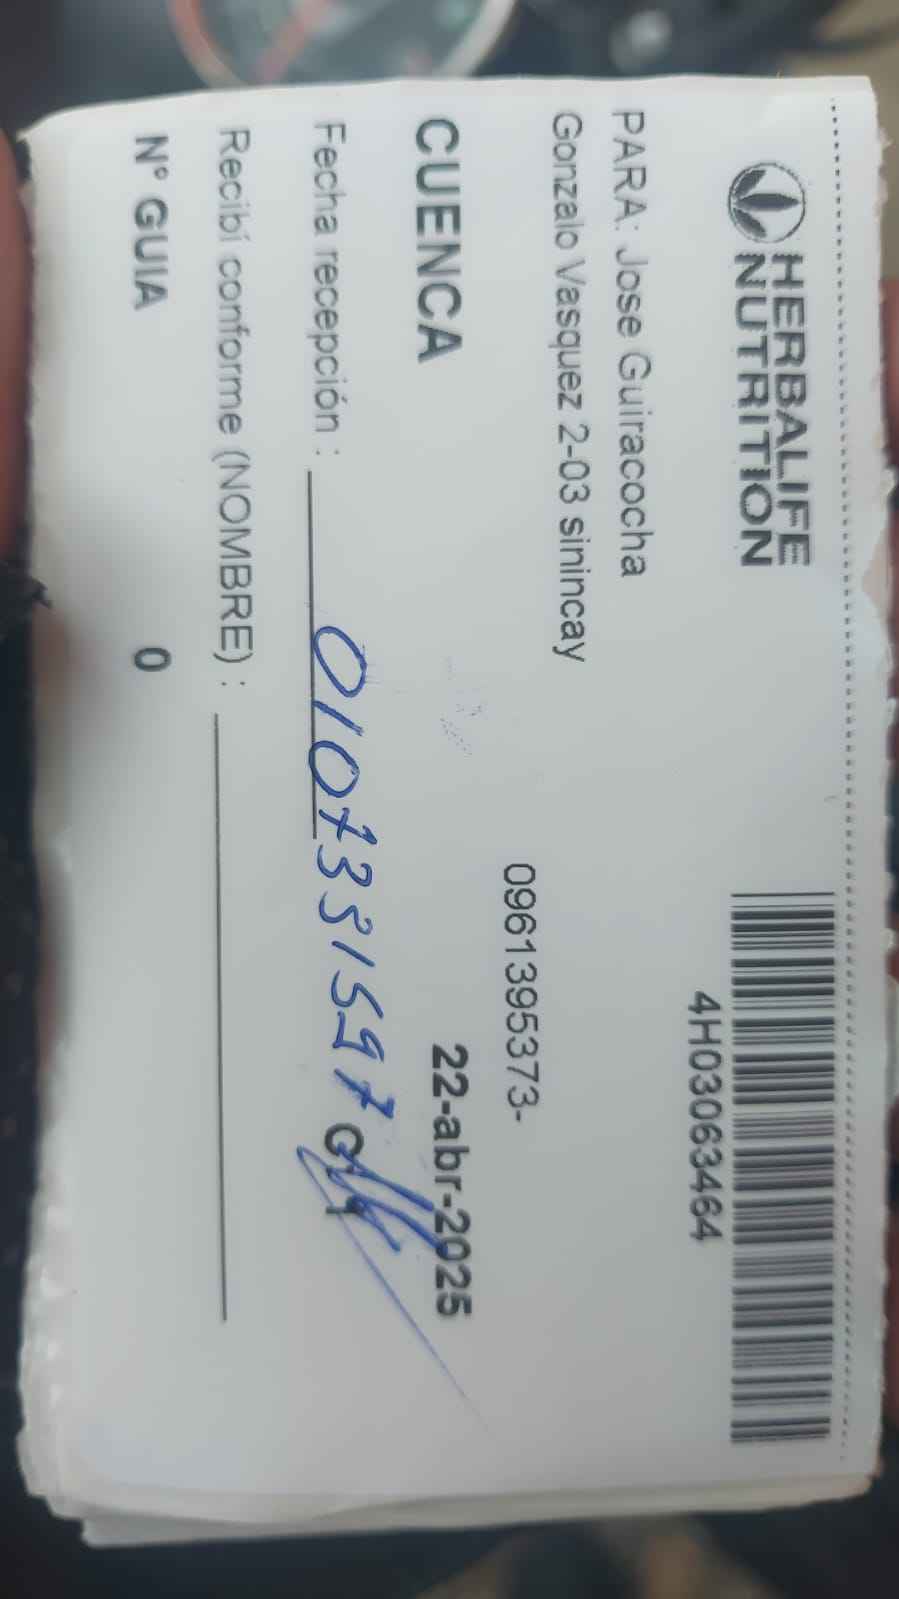 HERBALIFE
NUTRITION
4H03063464
PARA: Jose Guiracocha
Gonzalo Vasquez 2-03 sinincay
0961395373-
CUENCA 22-abr-2025
Fecha recepción : 0107331597
Recibí conforme (NOMBRE) :
N° GUIA 0